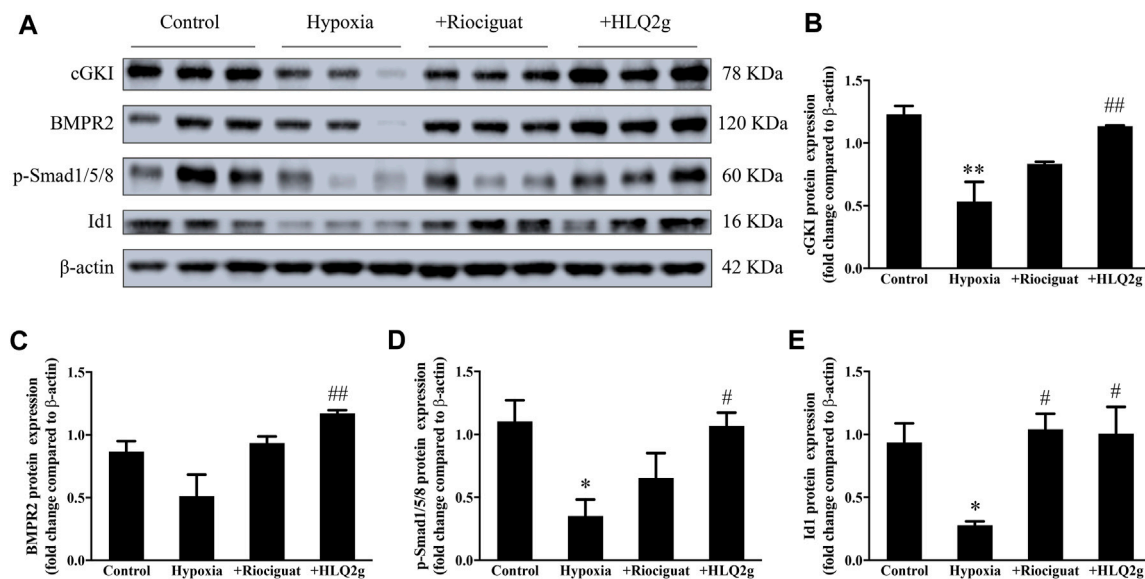 A
Control Hypoxia +Riociguat +HLQ2g
cGKI 78 KDa
BMPR2 120 KDa
p-Smad1/5/8 60 KDa
Id1 16 KDa
β-actin 42 KDa
B
cGKI protein expression
(fold change compared to β-actin)
1.5
1.0
0.5
0.0
**
##
Control Hypoxia +Riociguat +HLQ2g
C
BMPR2 protein expression
(fold change compared to β-actin)
1.5
1.0
0.5
0.0
##
Control Hypoxia +Riociguat +HLQ2g
D
p-Smad1/5/8 protein expression
(fold change compared to β-actin)
1.5
1.0
0.5
0.0
*
#
Control Hypoxia +Riociguat +HLQ2g
E
Id1 protein expression
(fold change compared to β-actin)
1.5
1.0
0.5
0.0
*
#
#
Control Hypoxia +Riociguat +HLQ2g